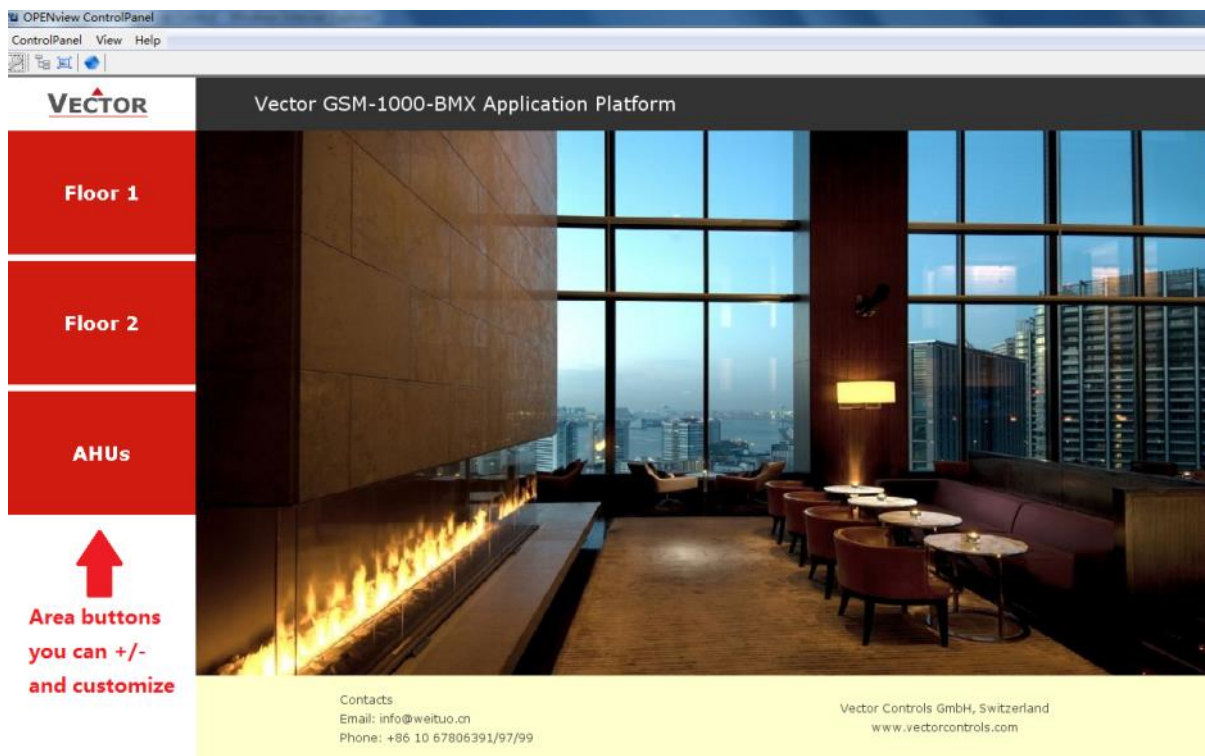 OPENview ControlPanel
ControlPanel View Help
VECTOR
Vector GSM-1000-BMX Application Platform
Floor 1
Floor 2
AHUs
Area buttons
you can +/-
and customize
Contacts
Email: info@weituo.cn
Phone: +86 10 67806391/97/99
Vector Controls GmbH, Switzerland
www.vectorcontrols.com